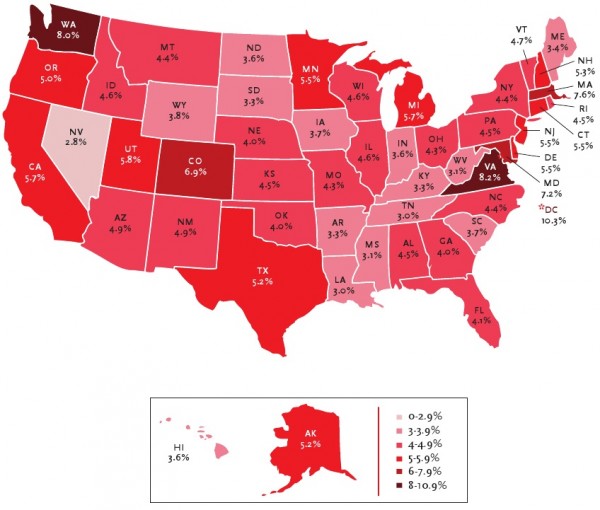 WA
8.0%
OR
5.0%
CA
5.7%
NV
2.8%
ID
4.6%
MT
4.4%
WY
3.8%
UT
5.8%
CO
6.9%
AZ
4.9%
NM
4.9%
ND
3.6%
SD
3.3%
NE
4.0%
KS
4.5%
OK
4.0%
TX
5.2%
MN
5.5%
IA
3.7%
MO
4.3%
AR
3.3%
LA
3.0%
WI
4.6%
IL
4.6%
MI
5.7%
IN
3.6%
OH
4.3%
KY
3.3%
TN
3.0%
MS
3.1%
AL
4.5%
GA
4.0%
FL
4.1%
SC
3.7%
NC
4.4%
VA
8.2%
WV
3.1%
PA
4.5%
NY
4.4%
VT
4.7%
ME
3.4%
NH
5.3%
MA
7.6%
RI
4.5%
CT
5.5%
NJ
5.5%
DE
5.5%
MD
7.2%
*DC
10.3%
HI
3.6%
AK
5.2%
0-2.9%
3-3.9%
4-4.9%
5-5.9%
6-7.9%
8-10.9%